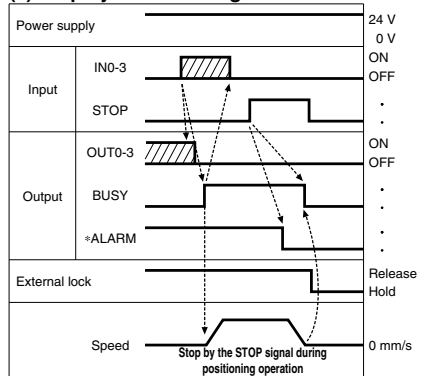 Power supply
24 V
0 V
Input
IN0-3
ON
OFF
STOP
Output
OUT0-3
ON
OFF
BUSY
*ALARM
External lock
Release
Hold
Speed
0 mm/s
Stop by the STOP signal during
positioning operation